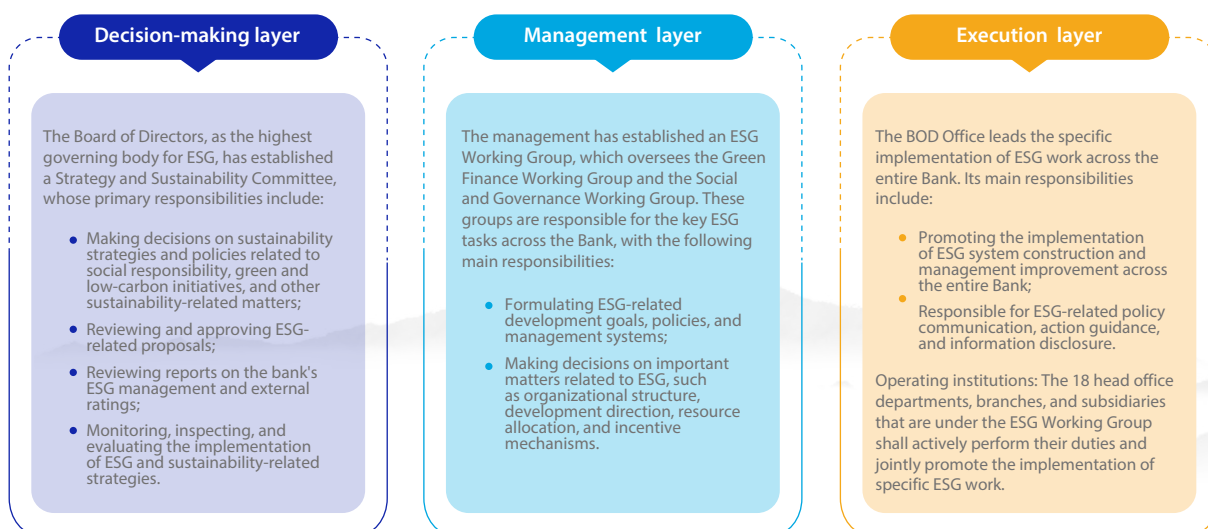 Decision-making layer
The Board of Directors, as the highest
governing body for ESG, has established
a Strategy and Sustainability Committee,
whose primary responsibilities include:
● Making decisions on sustainability
strategies and policies related to
social responsibility, green and
low-carbon initiatives, and other
sustainability-related matters;
● Reviewing and approving ESG-
related proposals;
● Reviewing reports on the bank's
ESG management and external
ratings;
● Monitoring, inspecting, and
evaluating the implementation
of ESG and sustainability-related
strategies.
Management layer
The management has established an ESG
Working Group, which oversees the Green
Finance Working Group and the Social
and Governance Working Group. These
groups are responsible for the key ESG
tasks across the Bank, with the following
main responsibilities:
● Formulating ESG-related
development goals, policies, and
management systems;
● Making decisions on important
matters related to ESG, such
as organizational structure,
development direction, resource
allocation, and incentive
mechanisms.
Execution layer
The BOD Office leads the specific
implementation of ESG work across the
entire Bank. Its main responsibilities
include:
● Promoting the implementation
of ESG system construction and
management improvement across
the entire Bank;
● Responsible for ESG-related policy
communication, action guidance,
and information disclosure.
Operating institutions: The 18 head office
departments, branches, and subsidiaries
that are under the ESG Working Group
shall actively perform their duties and
jointly promote the implementation of
specific ESG work.